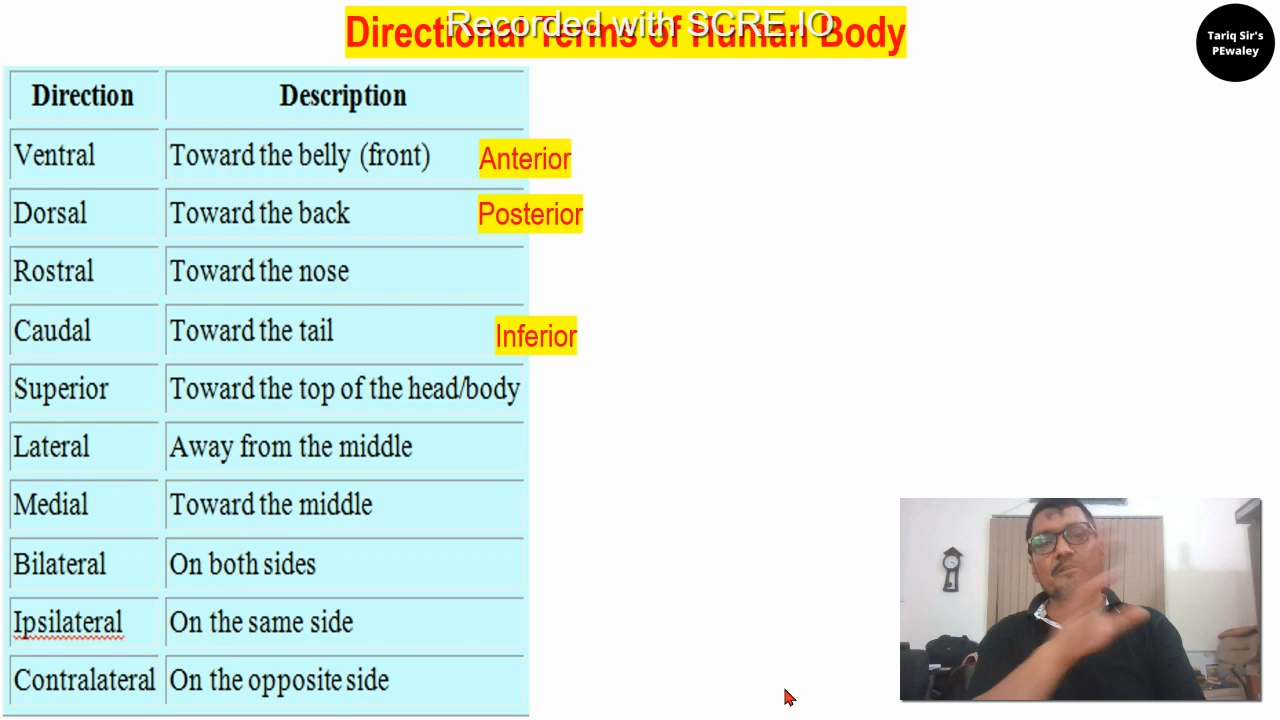 Recorded with SCRE.IO
Directional Terms of Human Body
Tariq Sir's
PEwaley
Direction Description
Ventral Toward the belly (front) Anterior
Dorsal Toward the back Posterior
Rostral Toward the nose
Caudal Toward the tail Inferior
Superior Toward the top of the head/body
Lateral Away from the middle
Medial Toward the middle
Bilateral On both sides
Ipsilateral On the same side
Contralateral On the opposite side